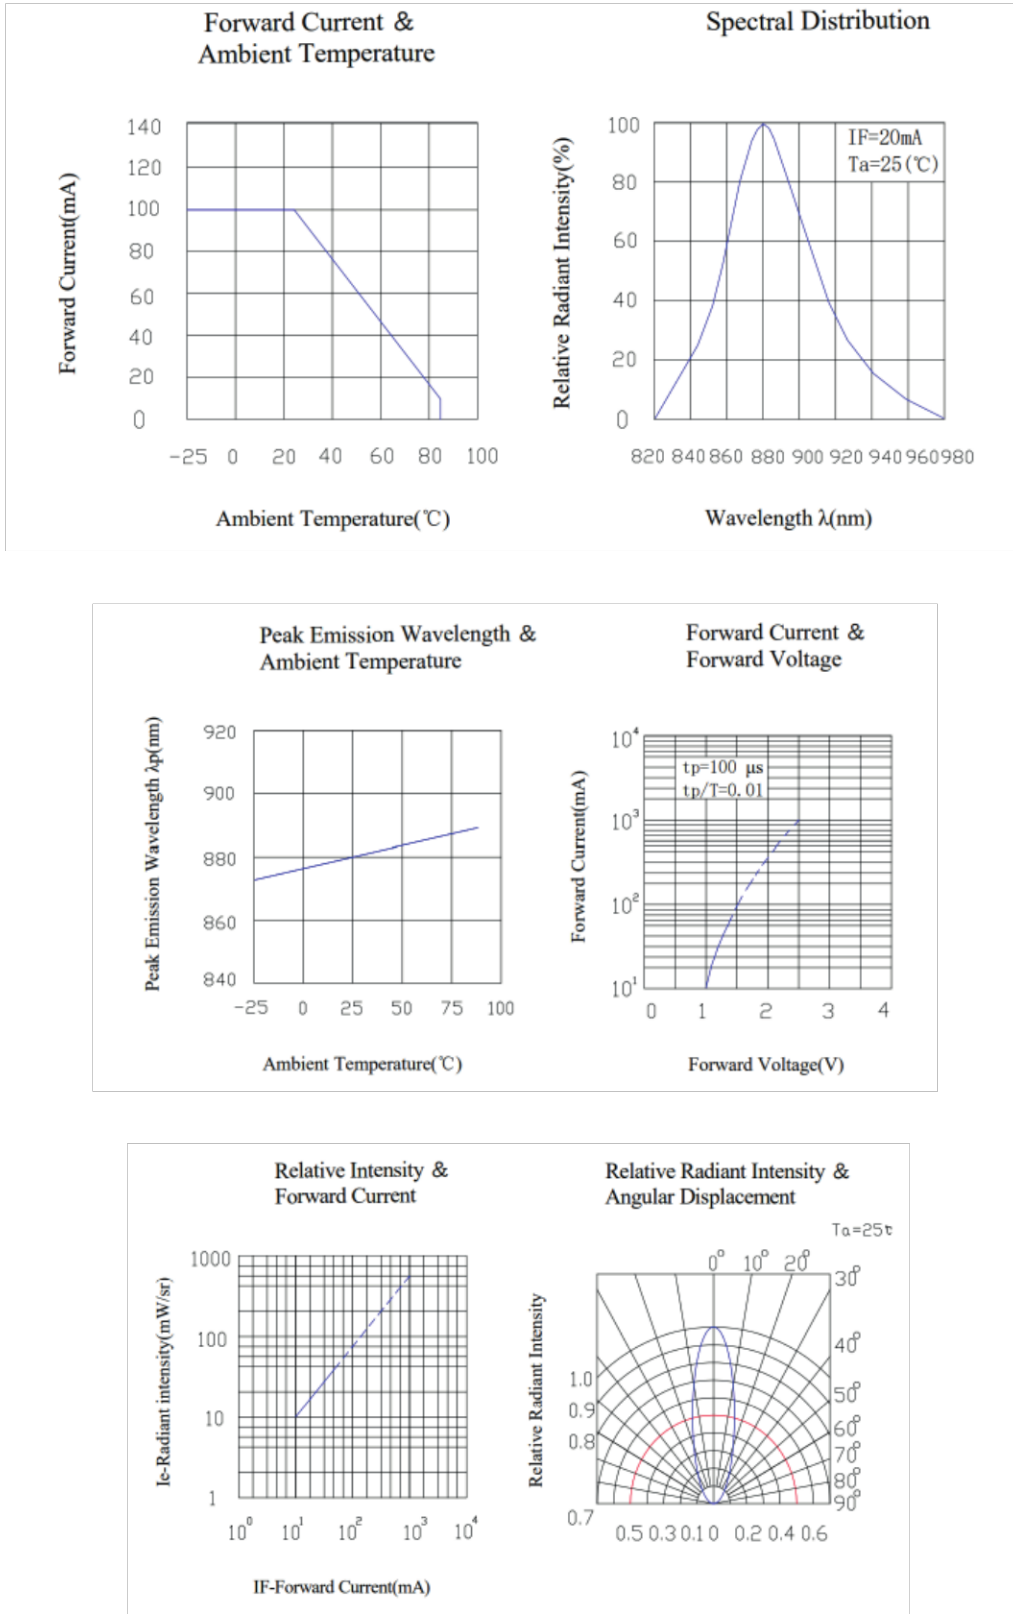 Forward Current &
Ambient Temperature
Forward Current(mA)
140
120
100
80
60
40
20
0
-25 0 20 40 60 80 100
Ambient Temperature(℃)
Spectral Distribution
Relative Radiant Intensity(%)
100
80
60
40
20
0
IF=20mA
Ta=25(℃)
820 840 860 880 900 920 940 960 980
Wavelength λ(nm)
Peak Emission Wavelength &
Ambient Temperature
Peak Emission Wavelength λp(nm)
920
900
880
860
840
-25 0 25 50 75 100
Ambient Temperature(℃)
Forward Current &
Forward Voltage
Forward Current(mA)
10⁴
10³
10²
10¹
tp=100 μs
tp/T=0.01
0 1 2 3 4
Forward Voltage(V)
Relative Intensity &
Forward Current
Ie-Radiant intensity(mW/sr)
1000
100
10
1
10⁰ 10¹ 10² 10³ 10⁴
IF-Forward Current(mA)
Relative Radiant Intensity &
Angular Displacement
Ta=25℃
Relative Radiant Intensity
0° 10° 20°
30°
40°
50°
60°
70°
80°
90°
1.0
0.9
0.8
0.7
0.5 0.3 0.1 0 0.2 0.4 0.6